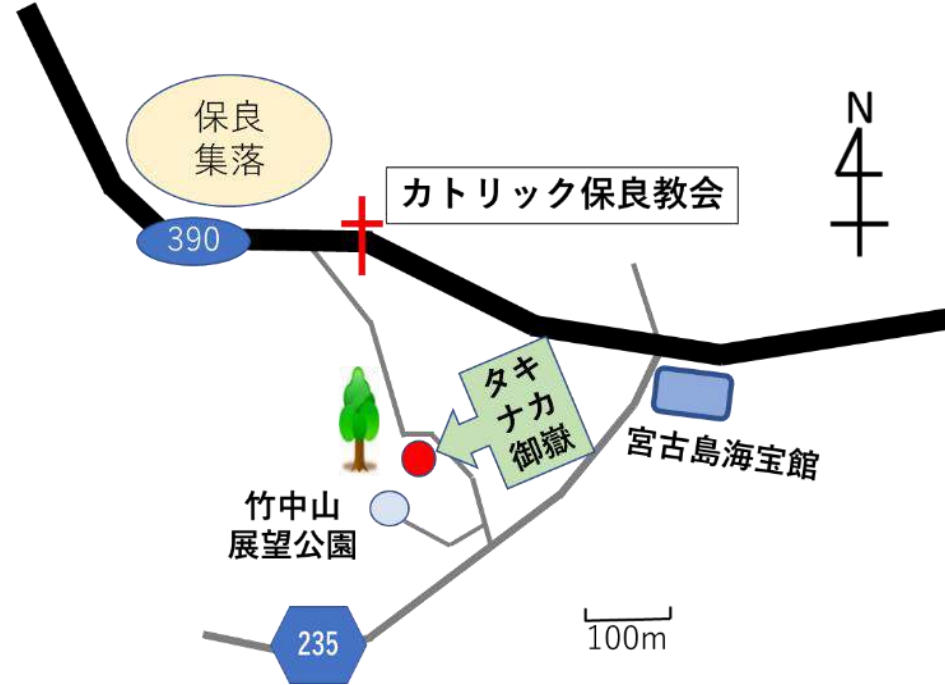 保良
集落
N
カトリック保良教会
390
タキ
ナカ
御嶽
宮古島海宝館
竹中山
展望公園
235
100m